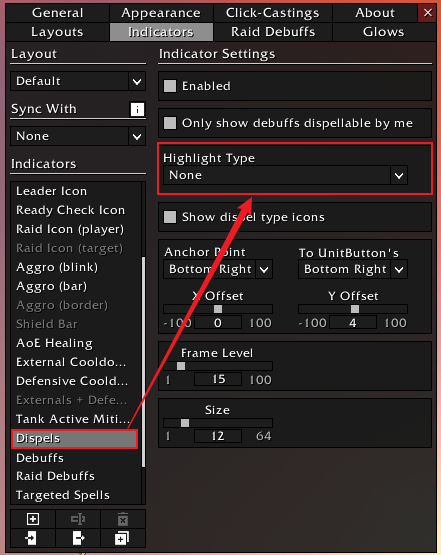 General Appearance Click-Castings About ×
Layouts Indicators Raid Debuffs Glows
Layout
Default
Sync With i
None
Indicators
Leader Icon
Ready Check Icon
Raid Icon (player)
Raid Icon (target)
Aggro (blink)
Aggro (bar)
Aggro (border)
Shield Bar
AoE Healing
External Cooldo...
Defensive Coold...
Externals + Defe...
Tank Active Miti...
Dispels
Debuffs
Raid Debuffs
Targeted Spells
Indicator Settings
Enabled
Only show debuffs dispellable by me
Highlight Type
None
Show dispel type icons
Anchor Point To UnitButton's
Bottom Right Bottom Right
X Offset Y Offset
-100 0 100 -100 4 100
Frame Level
1 15 100
Size
1 12 64